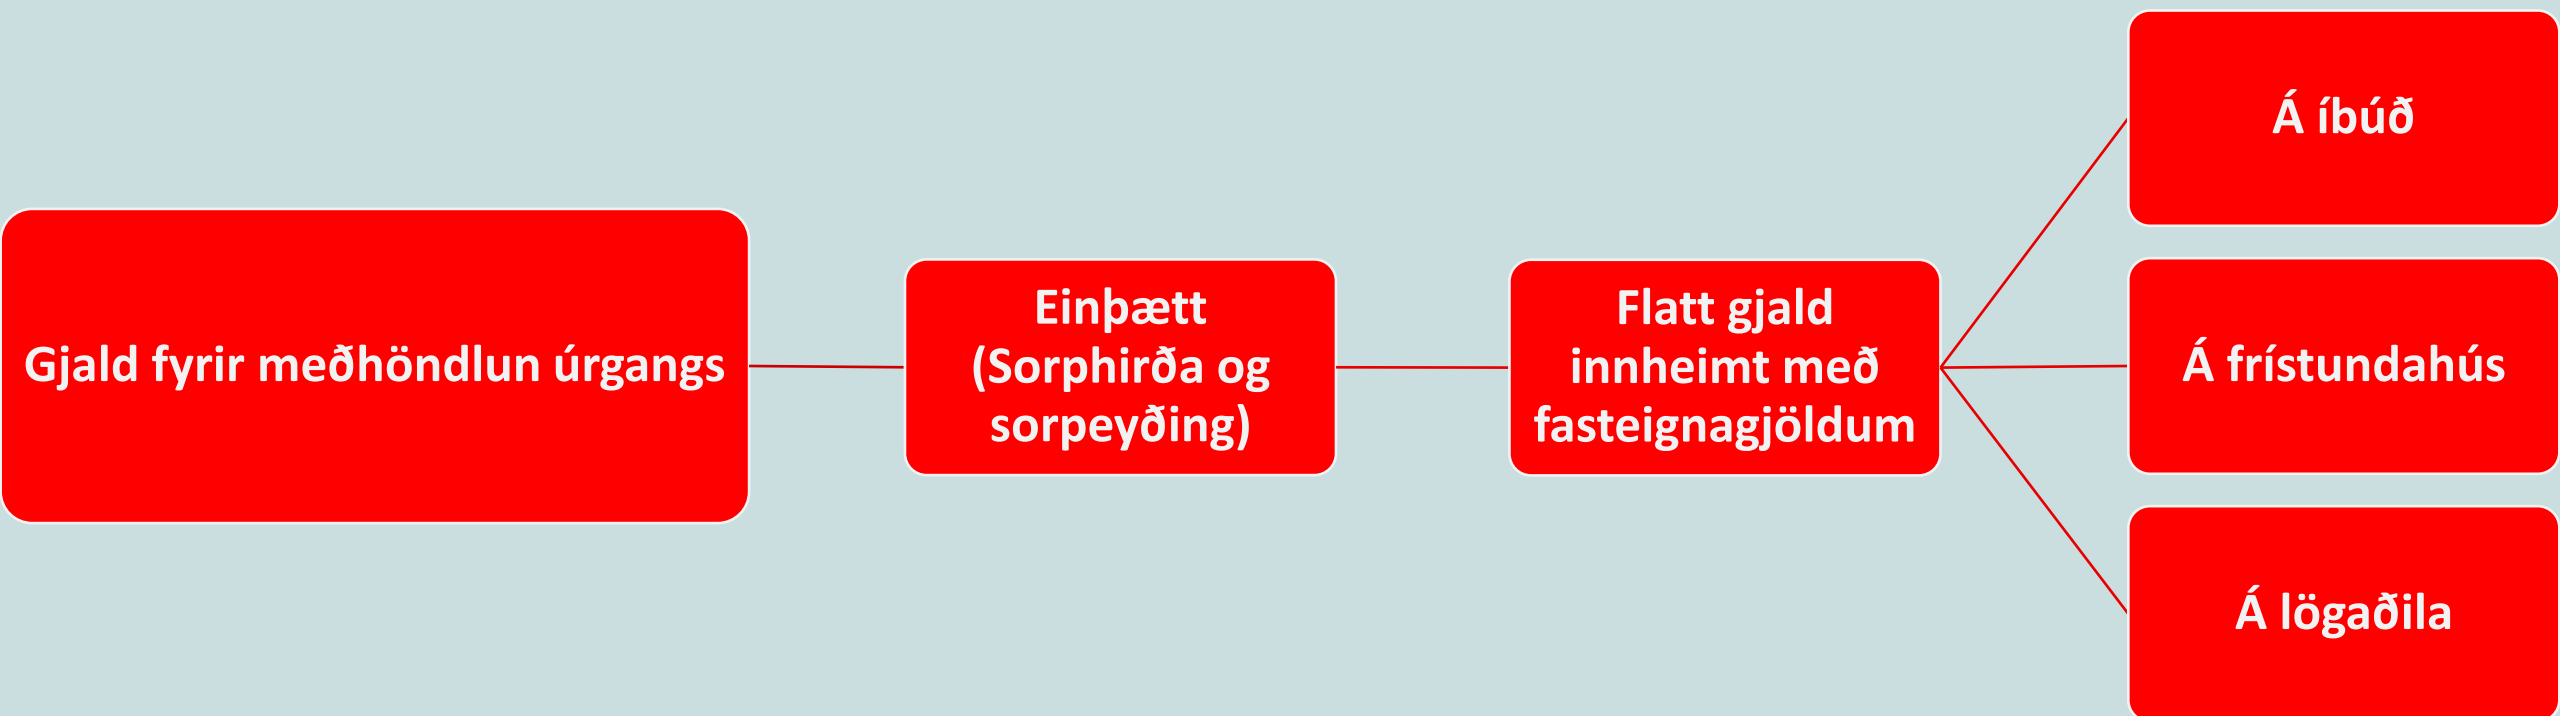 Gjald fyrir meðhöndlun úrgangs
Einþætt
(Sorphirða og
sorpeyðing)
Flatt gjald
innheimt með
fasteignagjöldum
Á íbúð
Á frístundahús
Á lögaðila